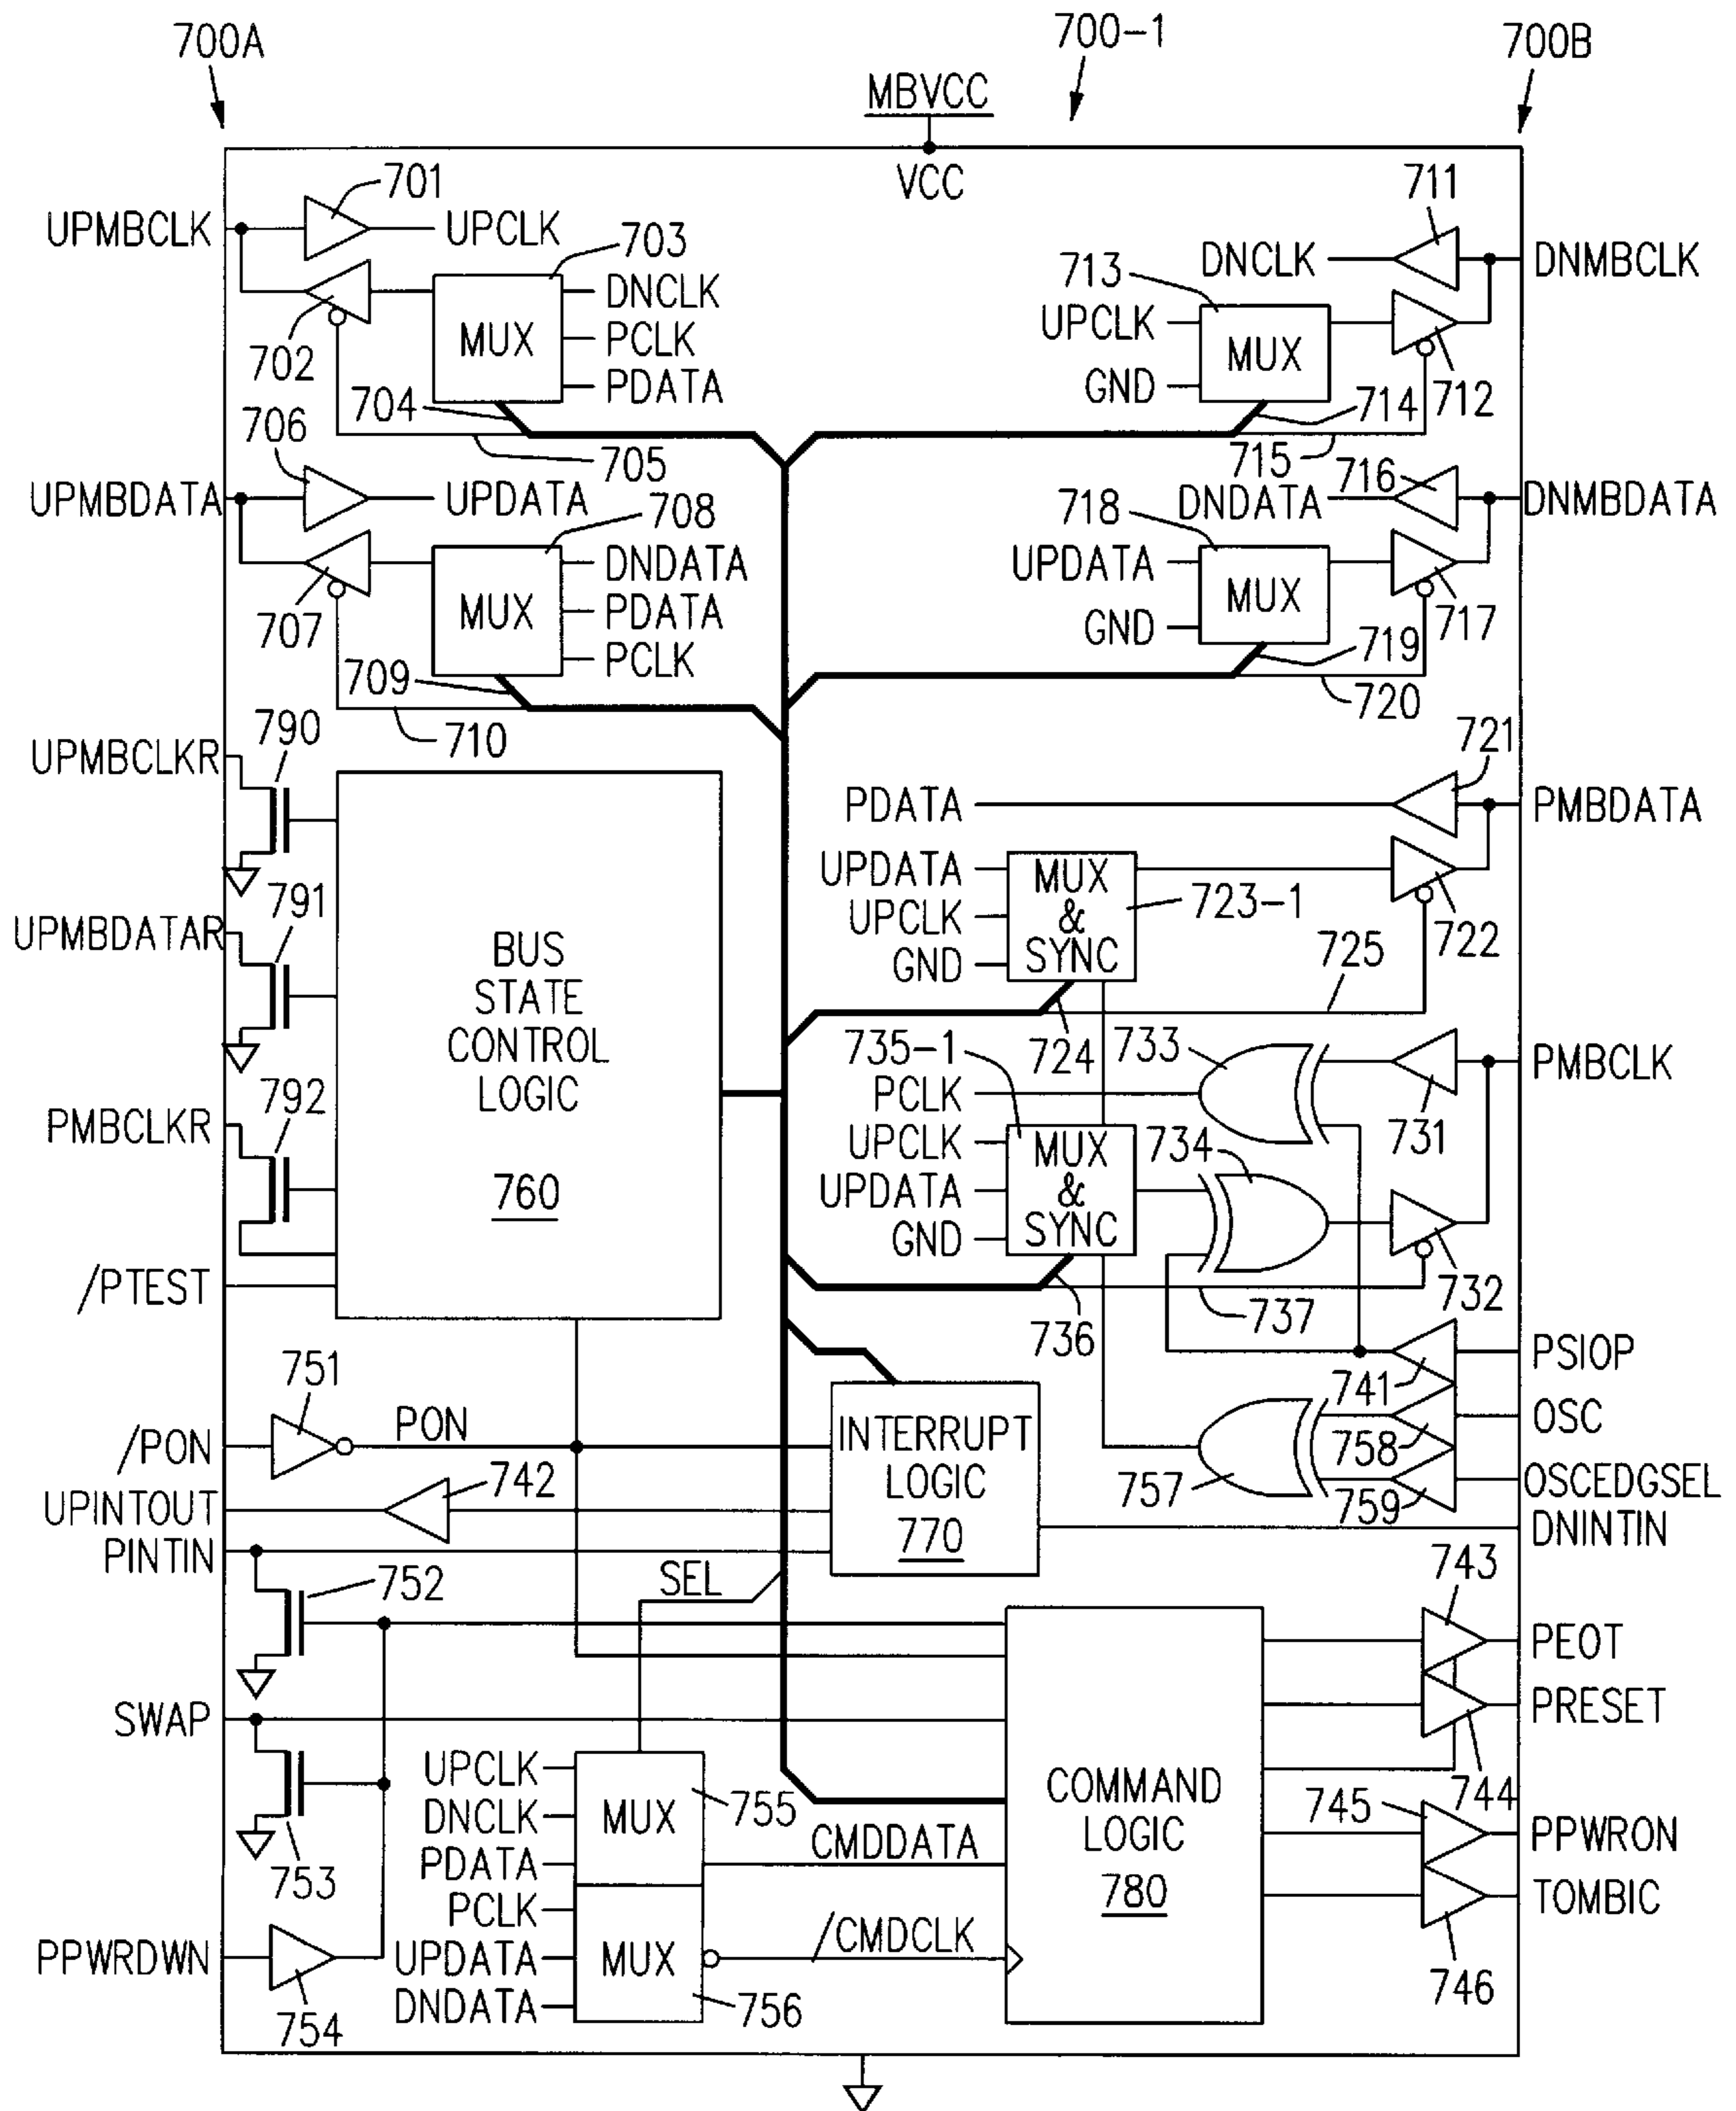 700A
700-1
700B
MBVCC
VCC
701
711
UPMBCLK
UPCLK
703
DNCLK
DNMBCLK
713
DNCLK
UPCLK
PCLK
MUX
MUX
702
PDATA
GND
712
704
714
706
705
715
716
UPMBDATA
UPDATA
DNDATA
DNMBDATA
708
718
DNDATA
UPDATA
MUX
PDATA
MUX
707
PCLK
GND
717
709
719
720
790
710
721
UPMBCLKR
PDATA
PMBDATA
UPDATA
MUX
&
SYNC
723-1
791
UPCLK
722
UPMBDATAR
GND
725
BUS
STATE
CONTROL
LOGIC
760
735-1
724
733
PMBCLK
792
PCLK
731
PMBCLKR
UPCLK
MUX
&
SYNC
734
UPDATA
GND
732
/PTEST
736
737
PSIOP
751
741
OSC
/PON
PON
INTERRUPT
LOGIC
770
758
742
757
759
OSCEDGSEL
UPINTOUT
DNINTIN
PINTIN
752
SEL
743
PEOT
SWAP
PRESET
UPCLK
COMMAND
LOGIC
780
744
DNCLK
MUX
755
745
PDATA
CMDDATA
PPWRON
753
PCLK
TOMBIC
PPWRDWN
UPDATA
MUX
/CMDCLK
746
754
DNDATA
756